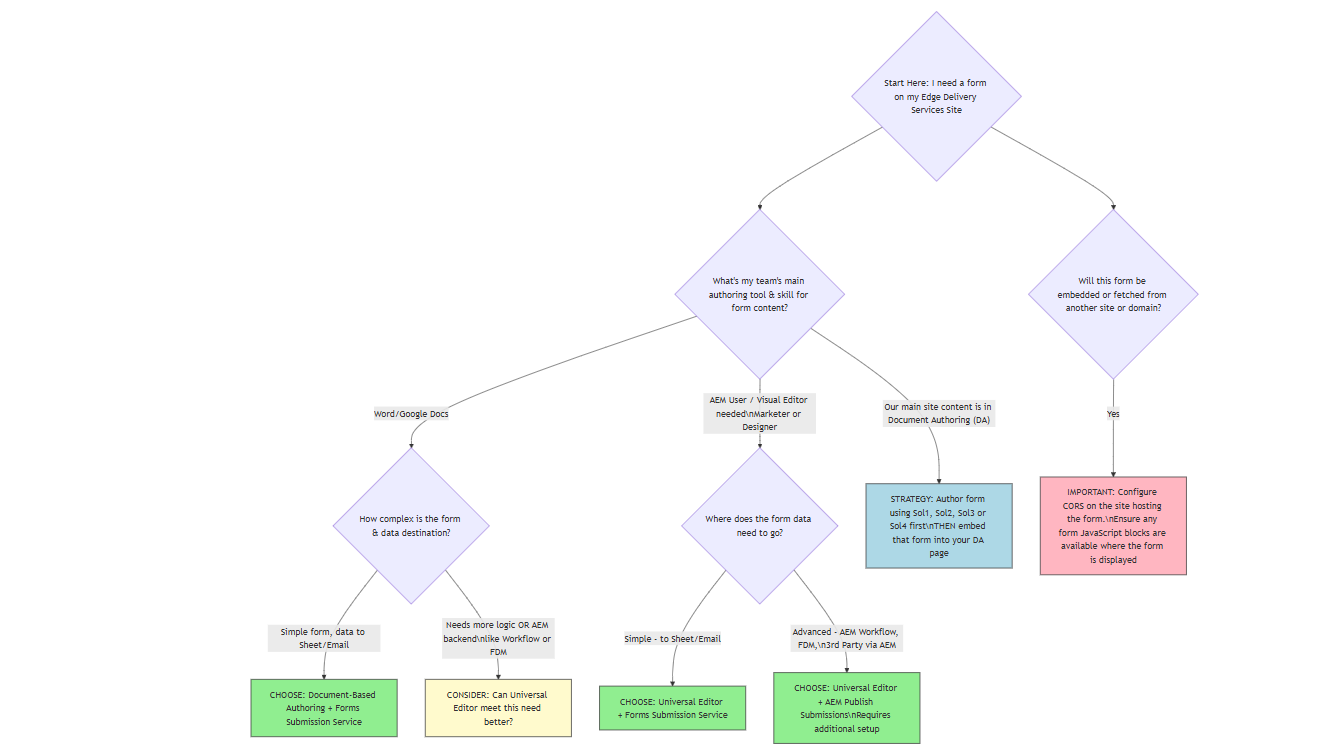 Start Here: I need a form
on my Edge Delivery
Services Site
What's my team's main
authoring tool & skill for
form content?
Will this form be
embedded or fetched from
another site or domain?
Word/Google Docs
AEM User / Visual Editor
needed\nMarketer or
Designer
Our main site content is in
Document Authoring (DA)
Yes
How complex is the form
& data destination?
Where does the form data
need to go?
STRATEGY: Author form
using Sol1, Sol2, Sol3 or
Sol4 first\nTHEN embed
that form into your DA
page
IMPORTANT: Configure
CORS on the site hosting
the form.\nEnsure any
form JavaScript blocks are
available where the form
is displayed
Simple form, data to
Sheet/Email
Needs more logic OR AEM
backend\nlike Workflow or
FDM
Simple - to Sheet/Email
Advanced - AEM Workflow,
FDM,\n3rd Party via AEM
CHOOSE: Document-Based
Authoring + Forms
Submission Service
CONSIDER: Can Universal
Editor meet this need
better?
CHOOSE: Universal Editor
+ Forms Submission Service
CHOOSE: Universal Editor
+ AEM Publish
Submissions\nRequires
additional setup